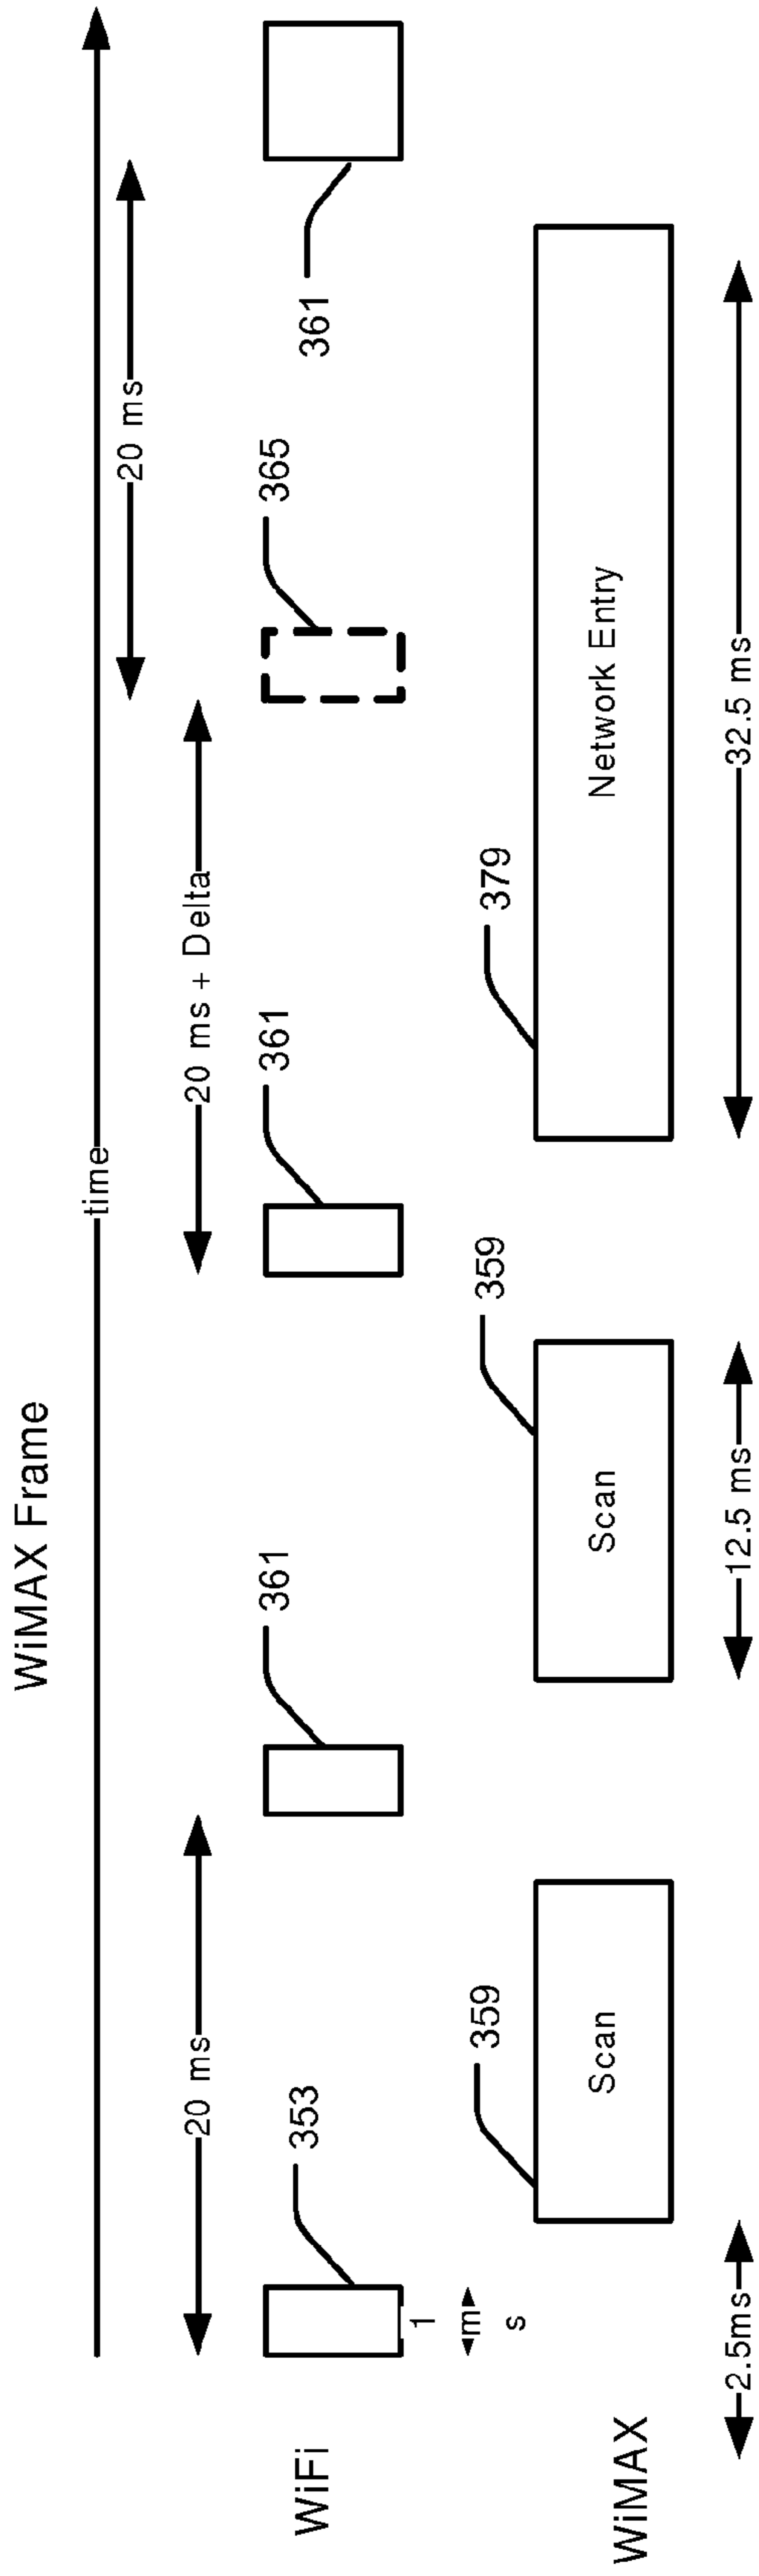 WiMAX Frame
time
20 ms
20 ms + Delta
20 ms
WiFi
353
361
361
365
361
1
m
s
WiMAX
359
Scan
359
Scan
379
Network Entry
2.5ms
12.5 ms
32.5 ms